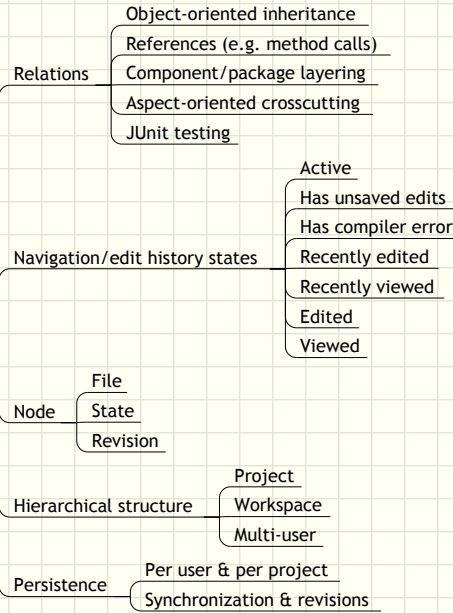 Object-oriented inheritance
References (e.g. method calls)
Relations
Component/package layering
Aspect-oriented crosscutting
JUnit testing
Active
Has unsaved edits
Has compiler error
Navigation/edit history states
Recently edited
Recently viewed
Edited
Viewed
File
Node
State
Revision
Project
Hierarchical structure
Workspace
Multi-user
Per user & per project
Persistence
Synchronization & revisions